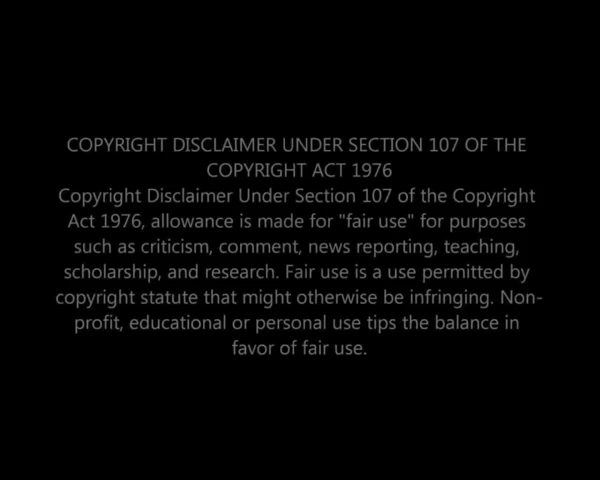 COPYRIGHT DISCLAIMER UNDER SECTION 107 OF THE
COPYRIGHT ACT 1976
Copyright Disclaimer Under Section 107 of the Copyright
Act 1976, allowance is made for "fair use" for purposes
such as criticism, comment, news reporting, teaching,
scholarship, and research. Fair use is a use permitted by
copyright statute that might otherwise be infringing. Non-
profit, educational or personal use tips the balance in
favor of fair use.